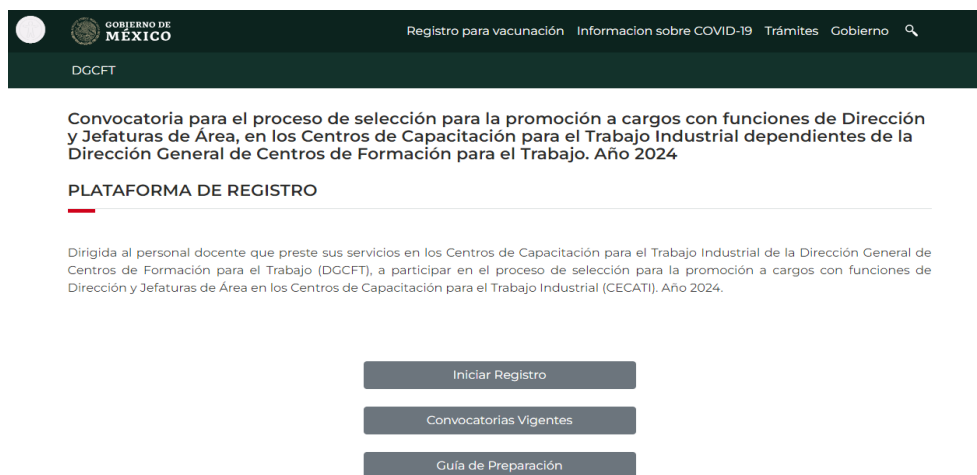 GOBIERNO DE
MÉXICO
Registro para vacunación Informacion sobre COVID-19 Trámites Gobierno
DGCFT
Convocatoria para el proceso de selección para la promoción a cargos con funciones de Dirección
y Jefaturas de Área, en los Centros de Capacitación para el Trabajo Industrial dependientes de la
Dirección General de Centros de Formación para el Trabajo. Año 2024
PLATAFORMA DE REGISTRO
Dirigida al personal docente que preste sus servicios en los Centros de Capacitación para el Trabajo Industrial de la Dirección General de
Centros de Formación para el Trabajo (DGCFT), a participar en el proceso de selección para la promoción a cargos con funciones de
Dirección y Jefaturas de Área en los Centros de Capacitación para el Trabajo Industrial (CECATI). Año 2024.
Iniciar Registro
Convocatorias Vigentes
Guía de Preparación